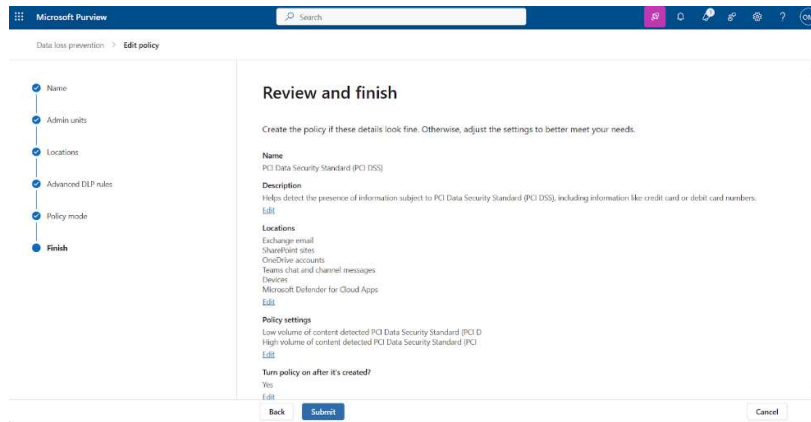 Microsoft Purview
Search
Data loss prevention > Edit policy
Name
Admin units
Locations
Advanced DLP rules
Policy mode
Finish
Review and finish
Create the policy if these details look fine. Otherwise, adjust the settings to better meet your needs.
Name
PCI Data Security Standard (PCI DSS)
Description
Helps detect the presence of information subject to PCI Data Security Standard (PCI DSS), including information like credit card or debit card numbers.
Edit
Locations
Exchange email
SharePoint sites
OneDrive accounts
Teams chat and channel messages
Devices
Microsoft Defender for Cloud Apps
Edit
Policy settings
Low volume of content detected PCI Data Security Standard (PCI D
High volume of content detected PCI Data Security Standard (PCI
Edit
Turn policy on after it's created?
Yes
Edit
Back
Submit
Cancel